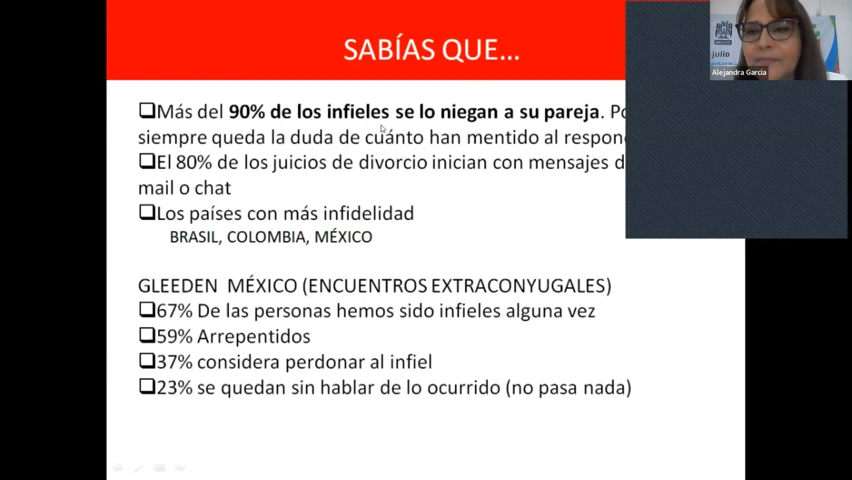 SABÍAS QUE...
❑Más del 90% de los infieles se lo niegan a su pareja.
siempre queda la duda de cuánto han mentido al
❑El 80% de los juicios de divorcio inician con mensajes
mail o chat
❑Los países con más infidelidad
BRASIL, COLOMBIA, MÉXICO
GLEEDEN MÉXICO (ENCUENTROS EXTRACONYUGALES)
❑67% De las personas hemos sido infieles alguna vez
❑59% Arrepentidos
❑37% considera perdonar al infiel
❑23% se quedan sin hablar de lo ocurrido (no pasa nada)
julio
Alejandra Garcia